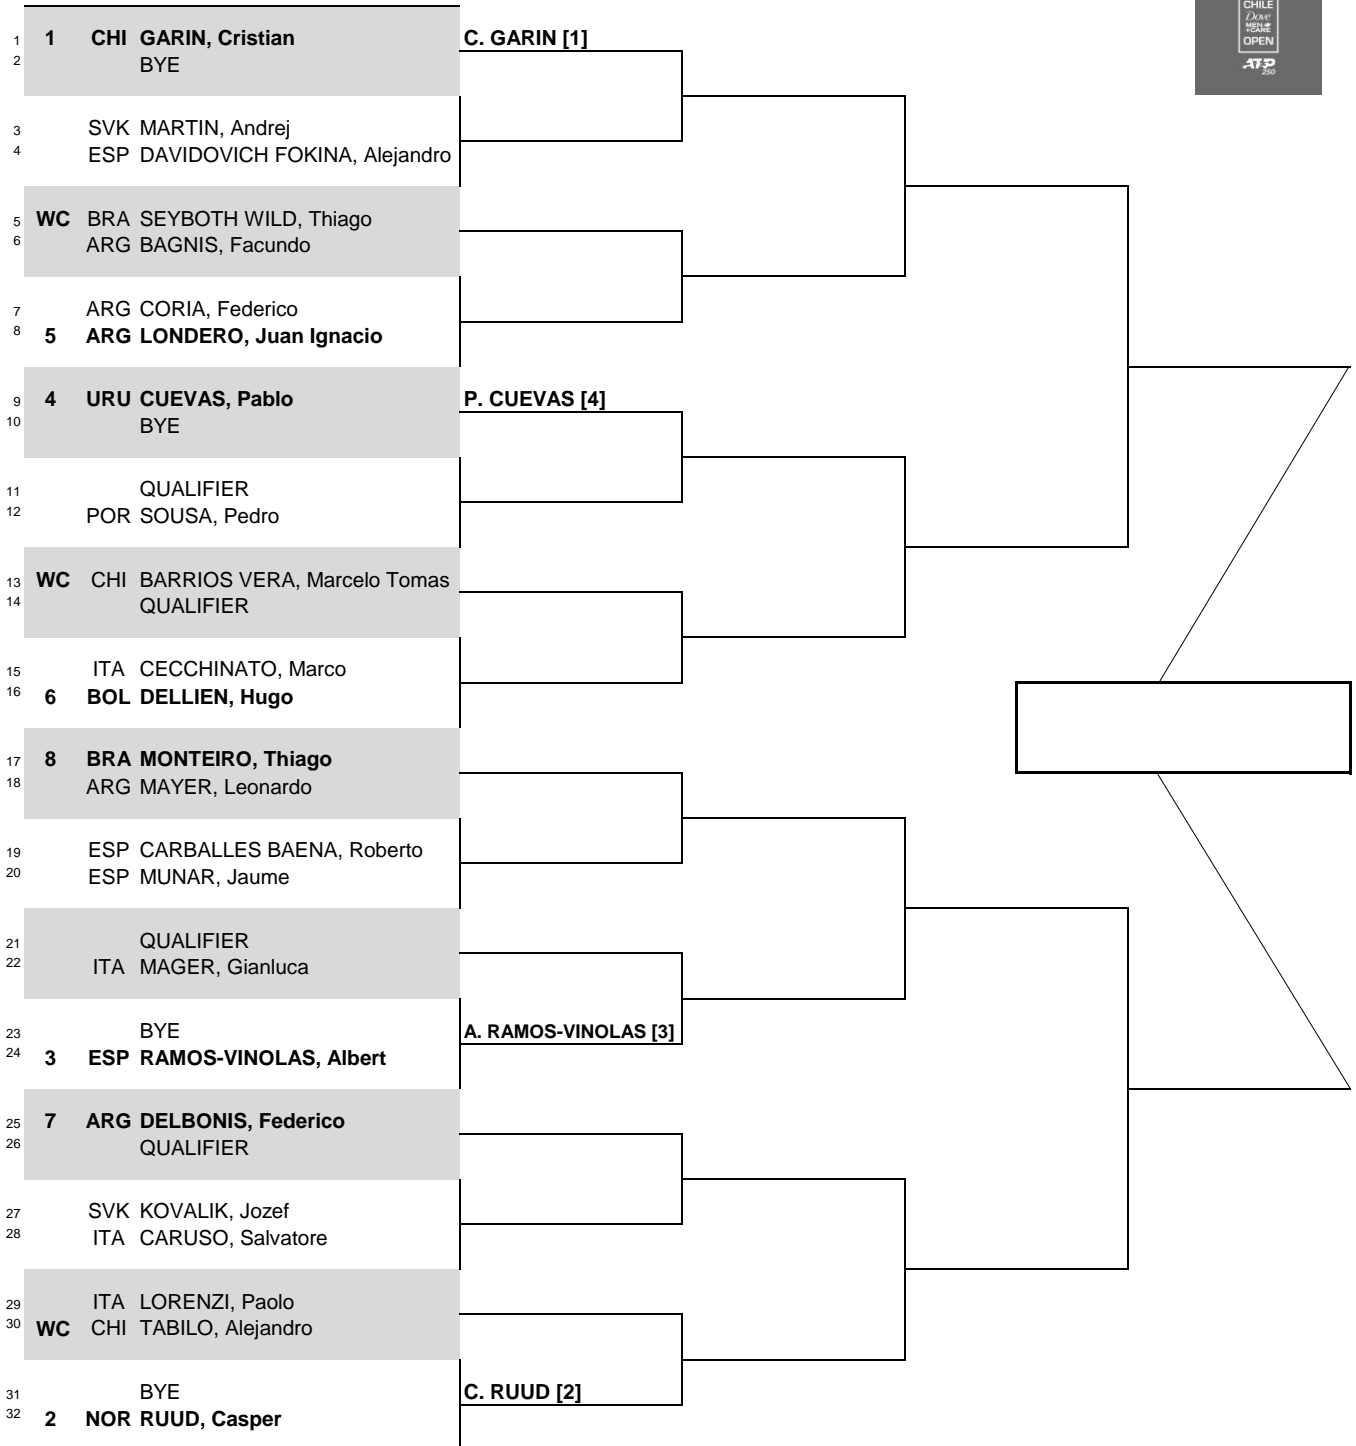 CHILE
Dove
MEN
+CARE
OPEN
ATP
250
1 1 CHI GARIN, Cristian C. GARIN [1]
2 BYE
3 SVK MARTIN, Andrej
4 ESP DAVIDOVICH FOKINA, Alejandro
5 WC BRA SEYBOTH WILD, Thiago
6 ARG BAGNIS, Facundo
7 ARG CORIA, Federico
8 5 ARG LONDERO, Juan Ignacio
9 4 URU CUEVAS, Pablo P. CUEVAS [4]
10 BYE
11 QUALIFIER
12 POR SOUSA, Pedro
13 WC CHI BARRIOS VERA, Marcelo Tomas
14 QUALIFIER
15 ITA CECCHINATO, Marco
16 6 BOL DELLIEN, Hugo
17 8 BRA MONTEIRO, Thiago
18 ARG MAYER, Leonardo
19 ESP CARBALLES BAENA, Roberto
20 ESP MUNAR, Jaume
21 QUALIFIER
22 ITA MAGER, Gianluca
23 BYE A. RAMOS-VINOLAS [3]
24 3 ESP RAMOS-VINOLAS, Albert
25 7 ARG DELBONIS, Federico
26 QUALIFIER
27 SVK KOVALIK, Jozef
28 ITA CARUSO, Salvatore
29 ITA LORENZI, Paolo
30 WC CHI TABILO, Alejandro
31 BYE C. RUUD [2]
32 2 NOR RUUD, Casper